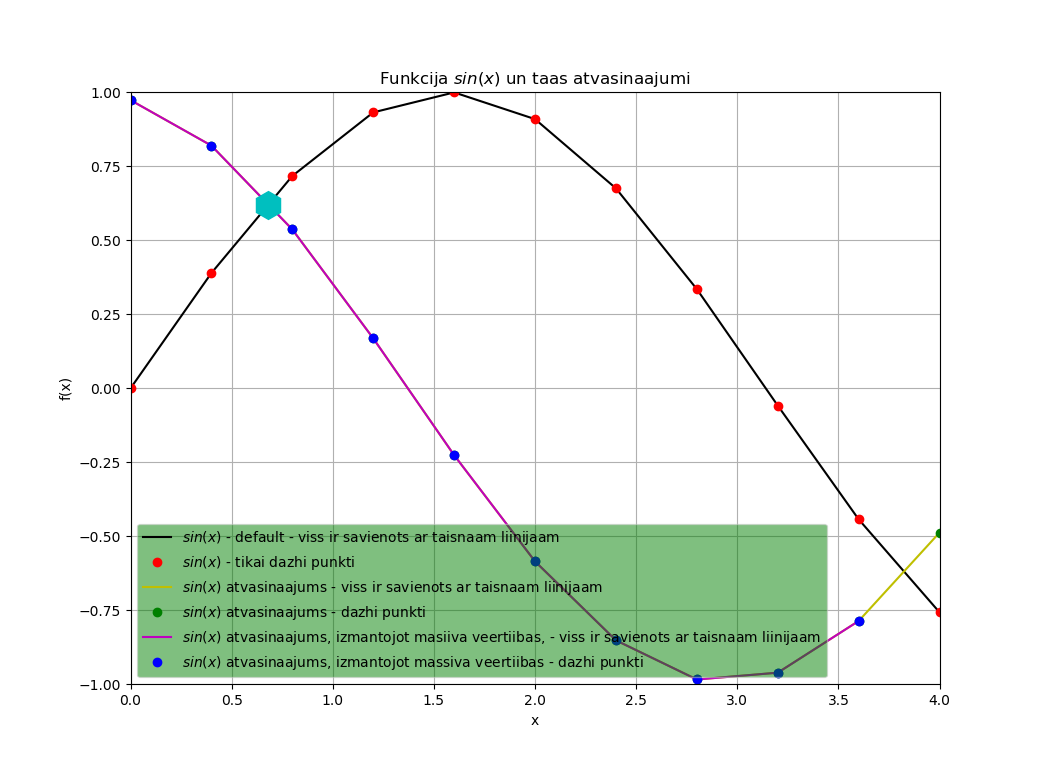 Funkcija sin(x) un taas atvasinaajumi
1.00
0.75
0.50
0.25
0.00
−0.25
−0.50
−0.75
−1.00
f(x)
sin(x) - default - viss ir savienots ar taisnaam liinijaam
sin(x) - tikai dazhi punkti
sin(x) atvasinaajums - viss ir savienots ar taisnaam liinijaam
sin(x) atvasinaajums - dazhi punkti
sin(x) atvasinaajums, izmantojot masiiva veertiibas, - viss ir savienots ar taisnaam liinijaam
sin(x) atvasinaajums, izmantojot massiva veertiibas - dazhi punkti
0.0 0.5 1.0 1.5 2.0 2.5 3.0 3.5 4.0
x